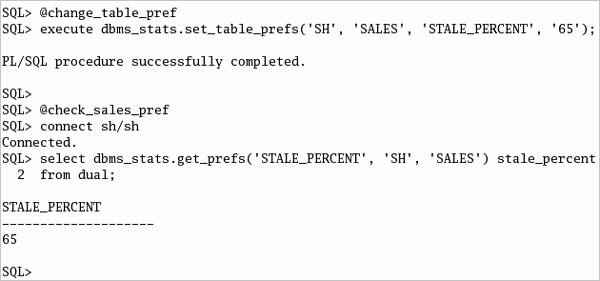 SQL> @change_table_pref
SQL> execute dbms_stats.set_table_prefs('SH', 'SALES', 'STALE_PERCENT', '65');
PL/SQL procedure successfully completed.
SQL>
SQL> @check_sales_pref
SQL> connect sh/sh
Connected.
SQL> select dbms_stats.get_prefs('STALE_PERCENT', 'SH', 'SALES') stale_percent
  2  from dual;
STALE_PERCENT
--------------------
65
SQL>